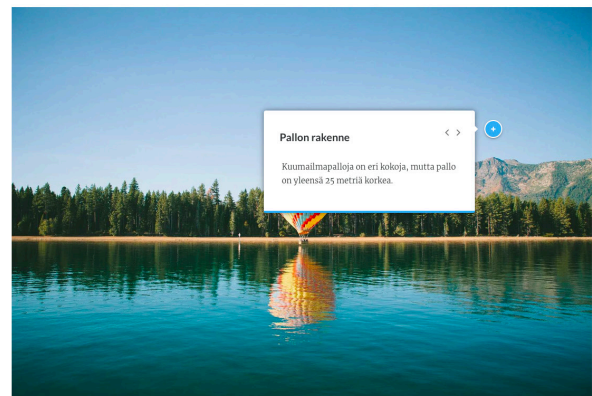 Pallon rakenne
Kuumailmapalloja on eri kokoja, mutta pallo
on yleensä 25 metriä korkea.